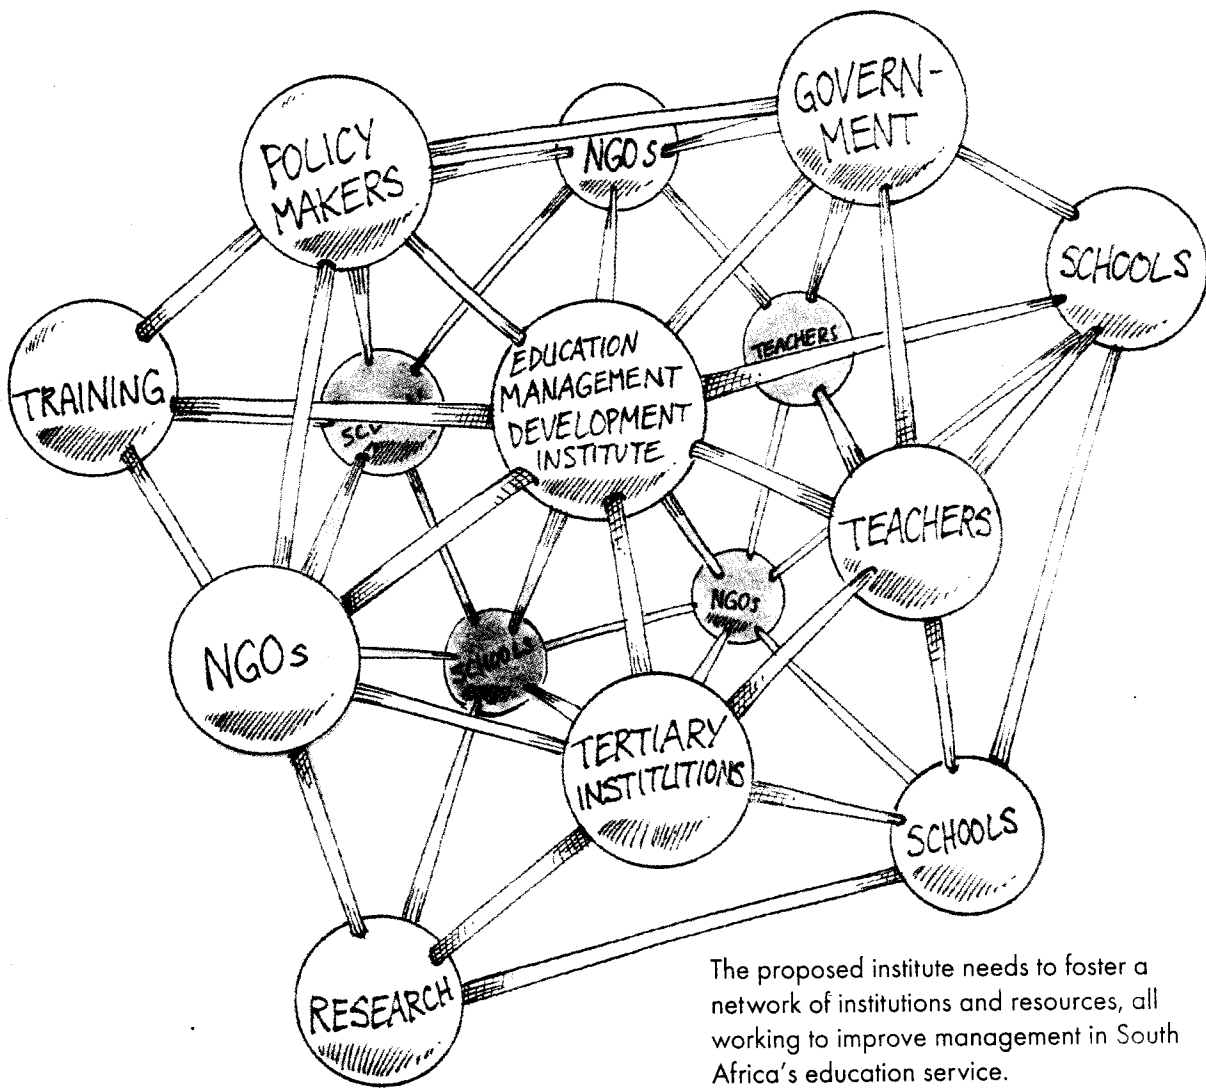 GOVERN-
MENT
POLICY
MAKERS
NGOs
SCHOOLS
TEACHERS
EDUCATION
MANAGEMENT
DEVELOPMENT
INSTITUTE
TRAINING
TEACHERS
NGOs
NGOs
SCHOOLS
TERTIARY
INSTITUTIONS
SCHOOLS
RESEARCH
The proposed institute needs to foster a
network of institutions and resources, all
working to improve management in South
Africa's education service.